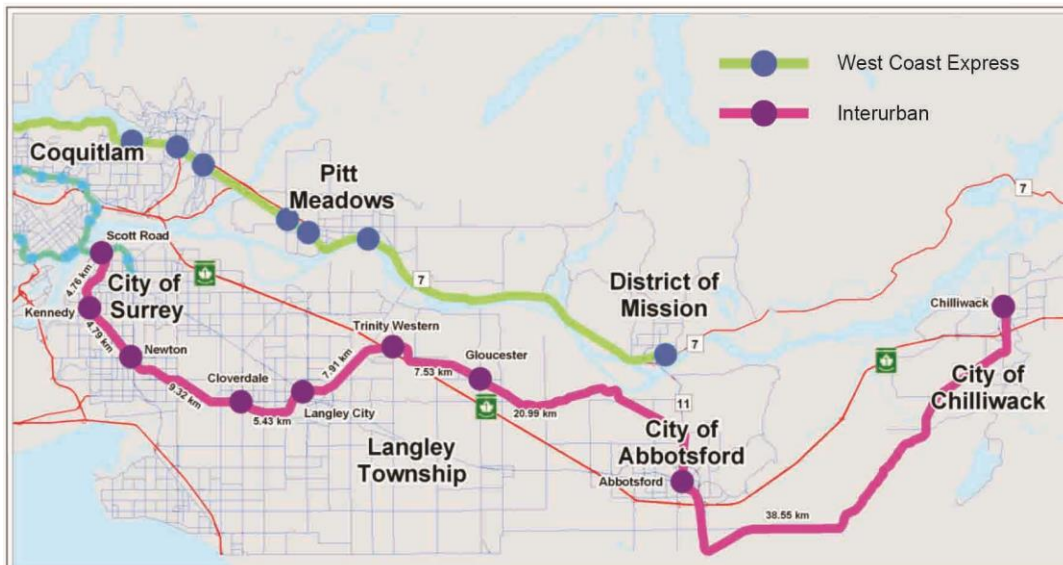 West Coast Express
Interurban
Coquitlam
Pitt
Meadows
7
Scott Road
4.76 km
City of
Surrey
7
District of
Mission
Chilliwack
Kennedy
4.79 km
Trinity Western
7
Newton
7.91 km
Gloucester
7.53 km
9.32 km
Cloverdale
Langley City
5.43 km
20.99 km
11
City of
Chilliwack
City of
Abbotsford
Langley
Township
Abbotsford
38.55 km